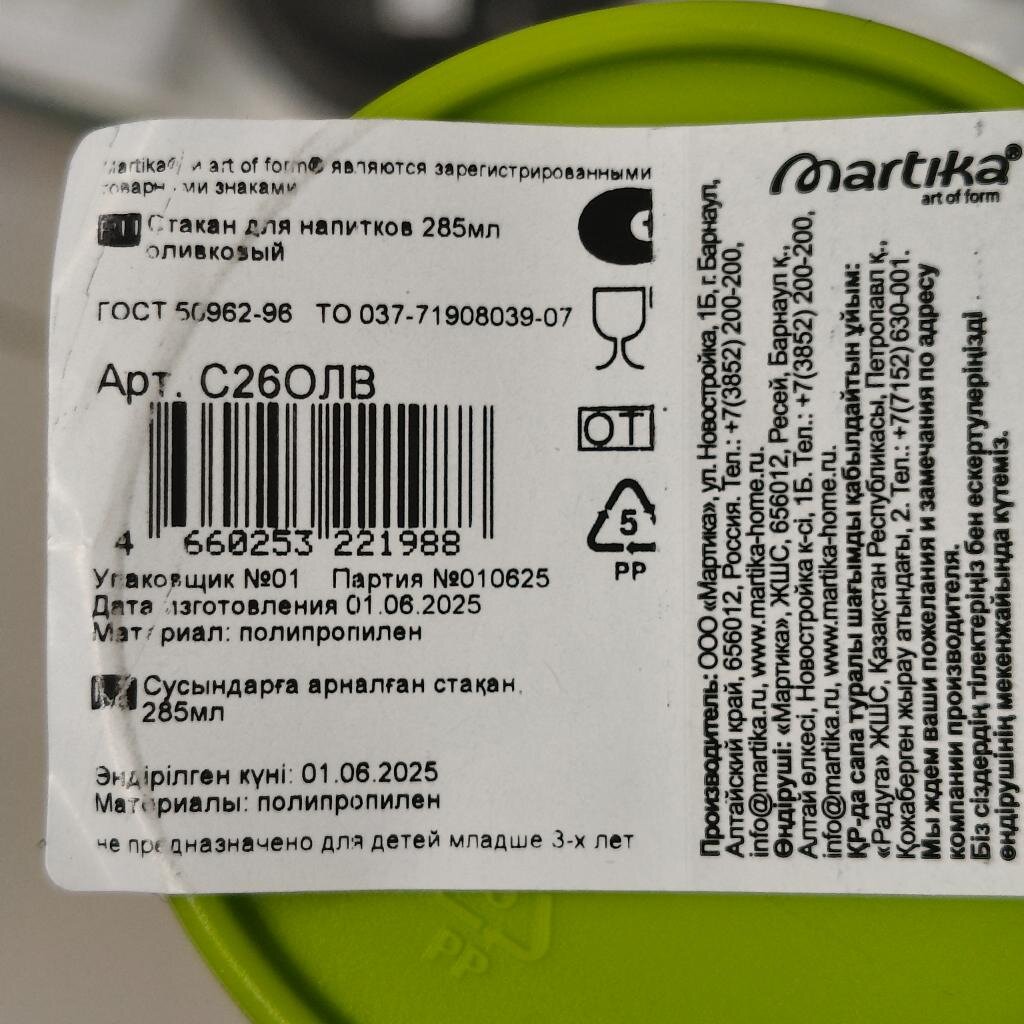 Martika® и art of form® являются зарегистрированными
товарными знаками
Стакан для напитков 285мл
оливковый
ГОСТ 50962-96 ТО 037-71908039-07
Арт. С26ОЛВ
4 660253 221988
Упаковщик №01 Партия №010625
Дата изготовления 01.06.2025
Материал: полипропилен
Сусындарға арналған стақан
285мл
Әндірілген күні: 01.06.2025
Материалы: полипропилен
не предназначено для детей младше 3-х лет
ОТ
5
PP
Martika®
art of form
Производитель: ООО «Мартика», ул. Новостройка, 1Б, г. Барнаул,
Алтайский край, 656012, Россия. Тел.: +7(3852) 200-200,
info@martika.ru, www.martika-home.ru.
Өндіруші: «Мартика», ЖШС, 656012, Ресей, Барнаул қ.,
Алтай өлкесі, Новостройка к-сі, 1Б. Тел.: +7(3852) 200-200,
info@martika.ru, www.martika-home.ru.
ҚР-да сапа туралы шағымды қабылдайтын ұйым:
«Радуга» ЖШС, Қазақстан Республикасы, Петропавл қ.,
Қожаберген жырау атындағы, 2. Тел.: +7(7152) 630-001.
Мы ждем ваши пожелания и замечания по адресу
компании производителя.
Біз сіздердің тілектеріңіз бен ескертулеріңізді
өндірушінің мекенжайында күтеміз.
PP